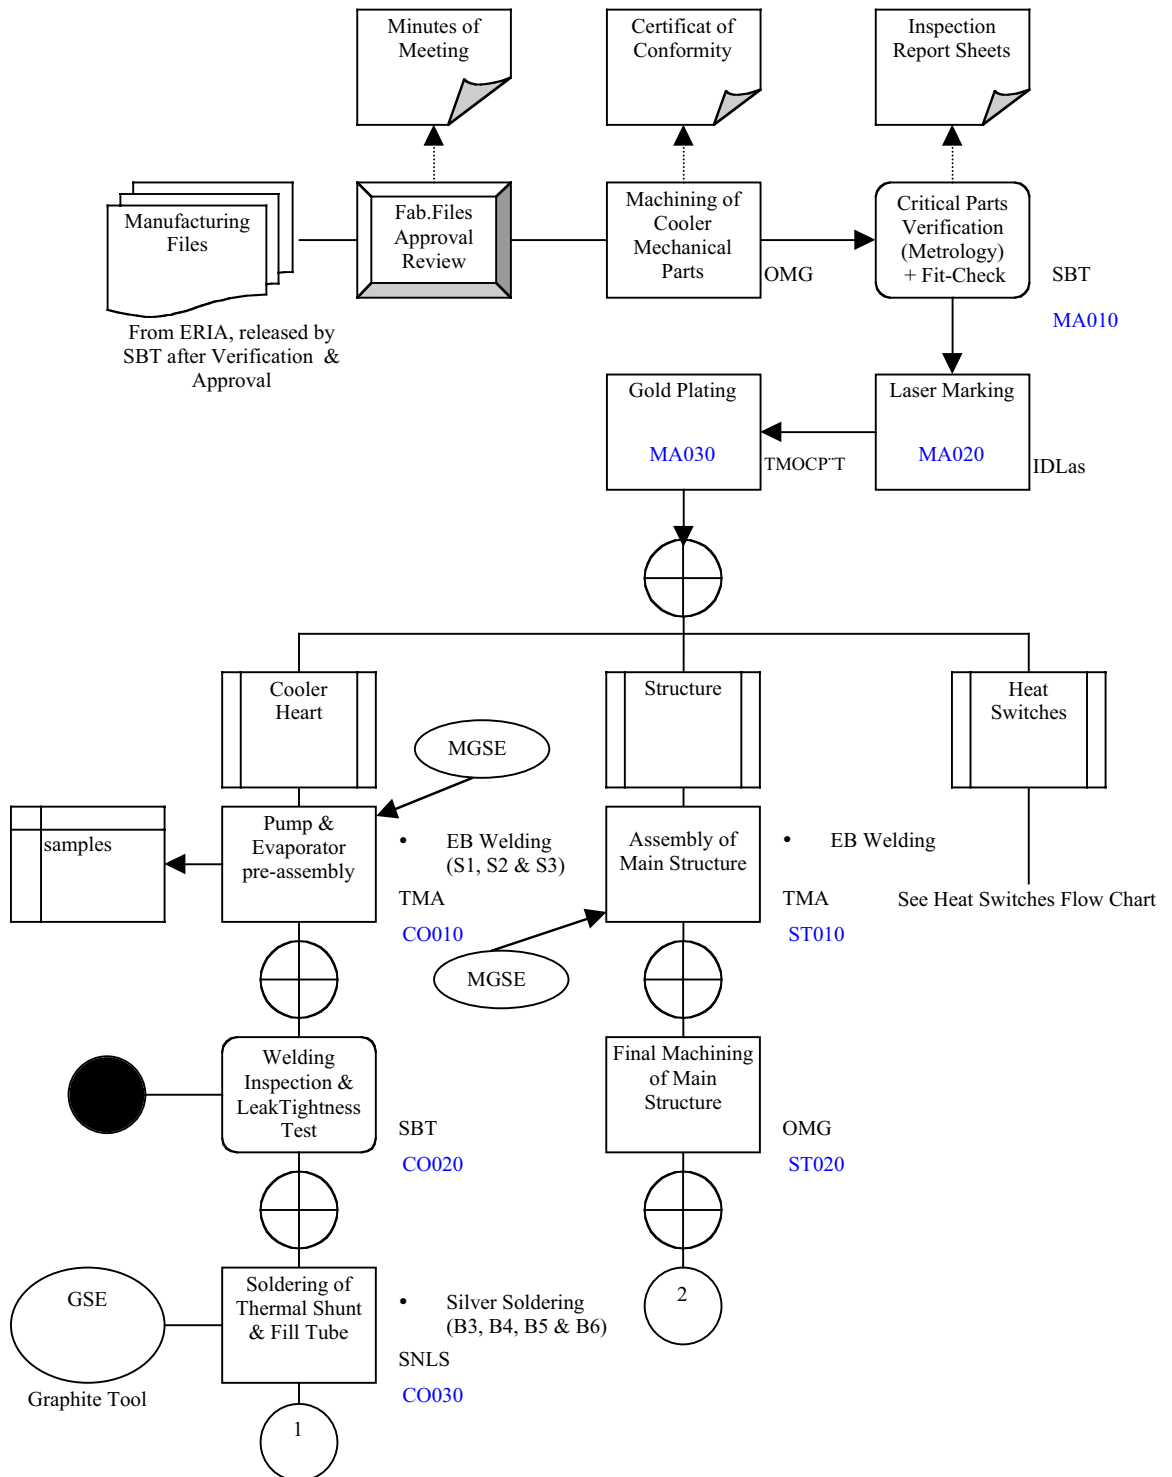 Minutes of
Meeting
Certificat of
Conformity
Inspection
Report Sheets
Manufacturing
Files
Fab.Files
Approval
Review
Machining of
Cooler
Mechanical
Parts
OMG
Critical Parts
Verification
(Metrology)
+ Fit-Check
SBT
MA010
From ERIA, released by
SBT after Verification &
Approval
Gold Plating
MA030
TMOCP¨T
Laser Marking
MA020
IDLas
Cooler
Heart
Structure
Heat
Switches
MGSE
samples
Pump &
Evaporator
pre-assembly
• EB Welding
(S1, S2 & S3)
TMA
CO010
Assembly of
Main Structure
• EB Welding
TMA
ST010
See Heat Switches Flow Chart
MGSE
Welding
Inspection &
LeakTightness
Test
SBT
CO020
Final Machining
of Main
Structure
OMG
ST020
GSE
Graphite Tool
Soldering of
Thermal Shunt
& Fill Tube
• Silver Soldering
(B3, B4, B5 & B6)
SNLS
CO030
2
1